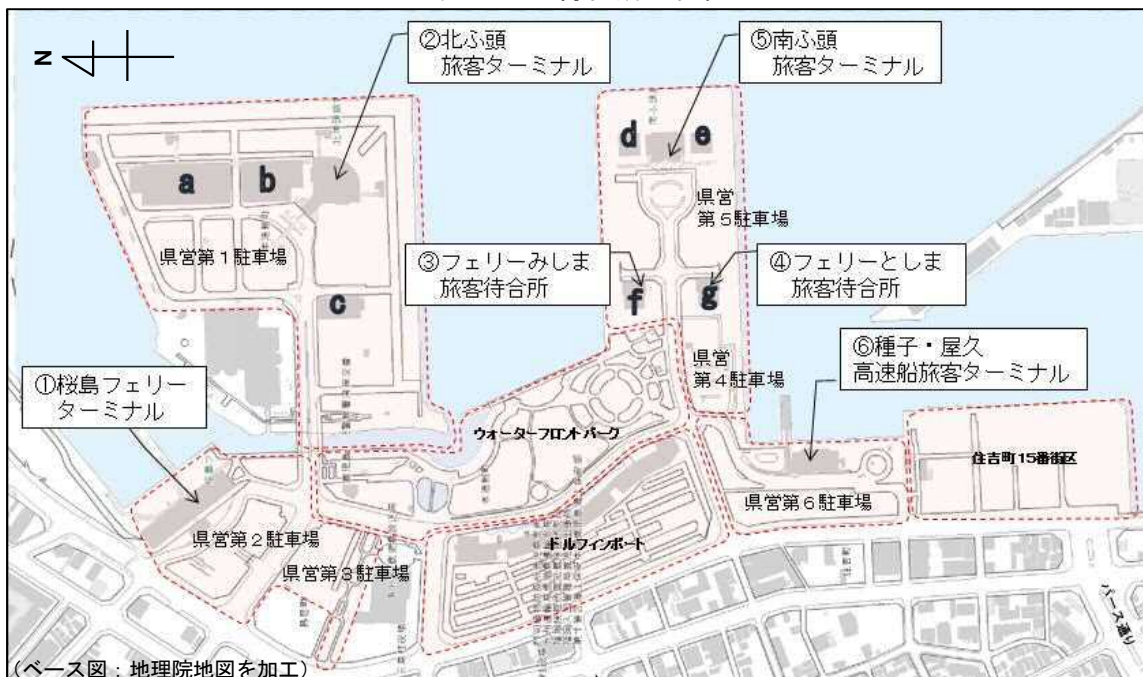 N
②北ふ頭
旅客ターミナル
⑤南ふ頭
旅客ターミナル
d
e
a
b
県営
第5駐車場
県営第1駐車場
③フェリーみしま
旅客待合所
④フェリーとしま
旅客待合所
c
f
g
⑥種子・屋久
高速船旅客ターミナル
県営
第4駐車場
①桜島フェリー
ターミナル
ウォーターフロントパーク
住吉町15番街区
県営第6駐車場
県営第2駐車場
ドルフィンポート
県営第3駐車場
住吉町
パース通り
(ベース図：地理院地図を加工)